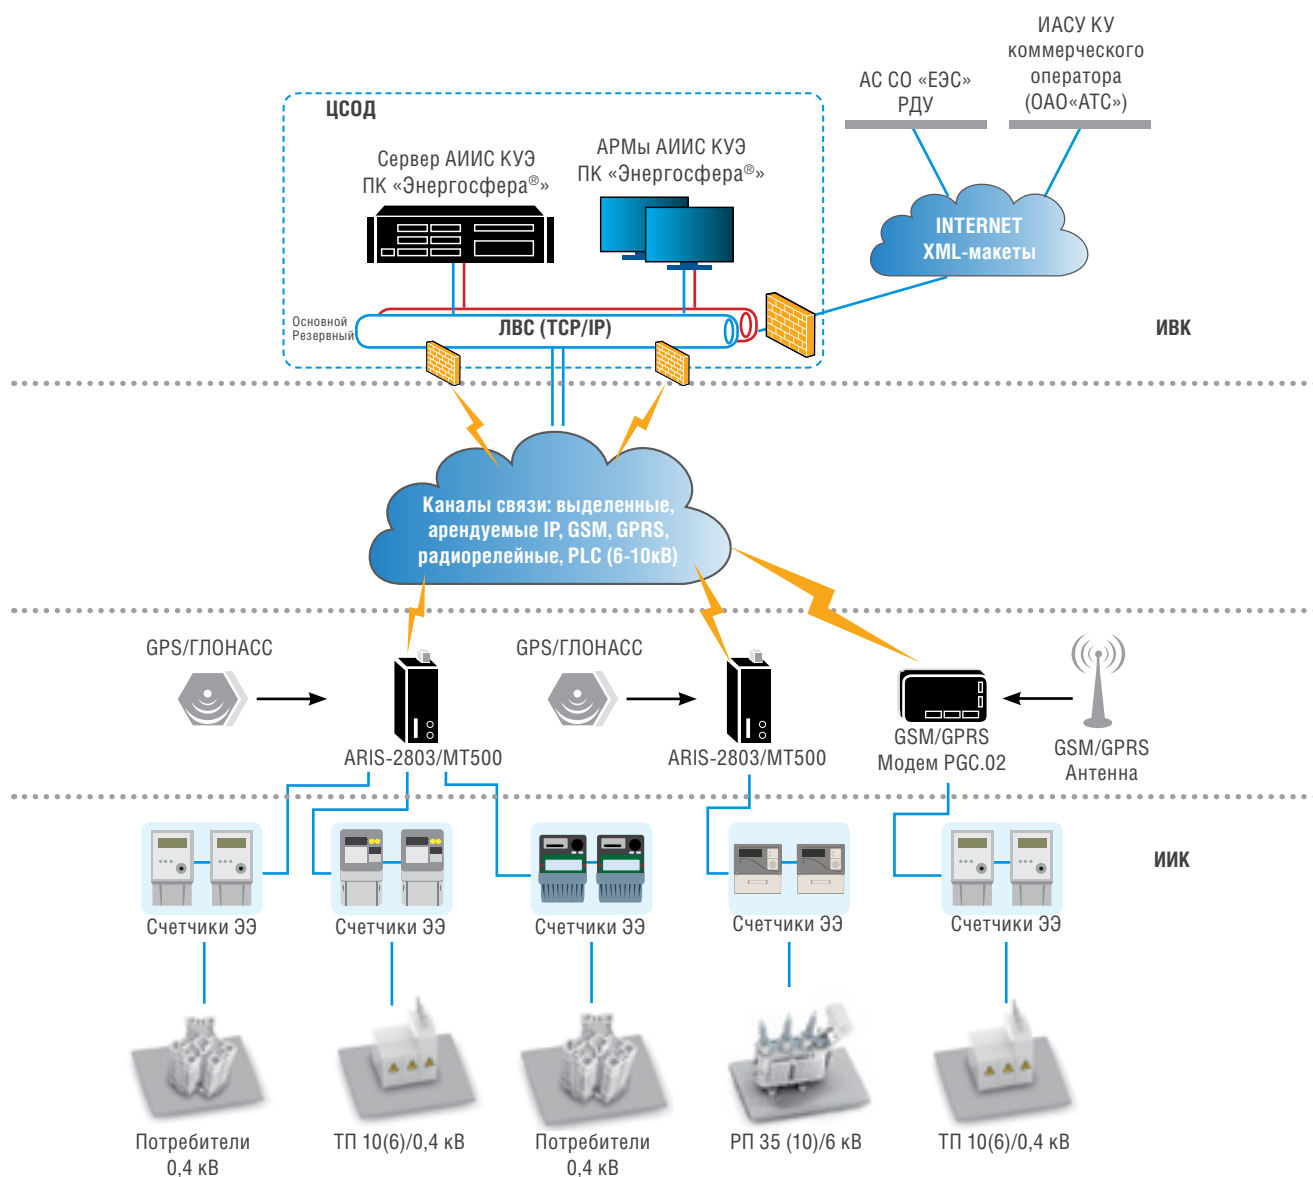 ИАСУ КУ
коммерческого
оператора
(ОАО«АТС»)
АС СО «ЕЭС»
РДУ
ЦСОД
Сервер АИИС КУЭ
ПК «Энергосфера®»
АРМы АИИС КУЭ
ПК «Энергосфера®»
INTERNET
XML-макеты
Основной
Резервный
ЛВС (TCP/IP)
ИВК
Каналы связи: выделенные,
арендуемые IP, GSM, GPRS,
радиорелейные, PLC (6-10кВ)
GPS/ГЛОНАСС
GPS/ГЛОНАСС
ARIS-2803/MT500
ARIS-2803/MT500
GSM/GPRS
Модем PGC.02
GSM/GPRS
Антенна
ИИК
Счетчики ЭЭ
Счетчики ЭЭ
Счетчики ЭЭ
Счетчики ЭЭ
Счетчики ЭЭ
Потребители
0,4 кВ
ТП 10(6)/0,4 кВ
Потребители
0,4 кВ
РП 35 (10)/6 кВ
ТП 10(6)/0,4 кВ